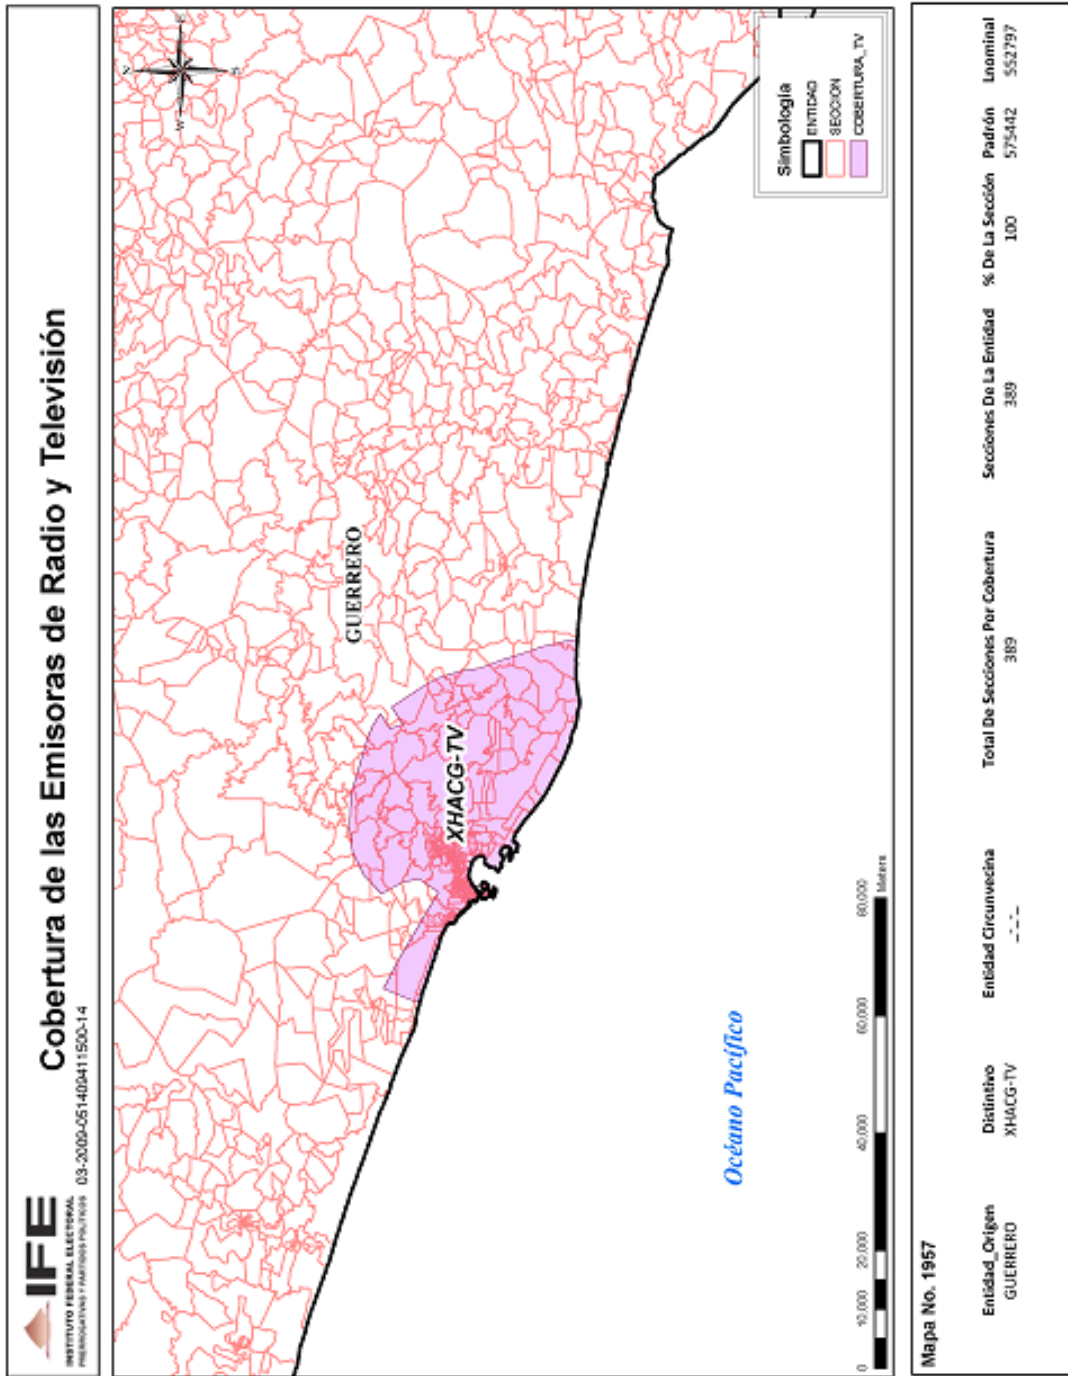 IFE
INSTITUTO FEDERAL ELECTORAL
PRERROGATIVAS Y PARTIDOS POLITICOS
03-2009-051409411500-14
Cobertura de las Emisoras de Radio y Televisión
N
E
S
W
GUERRERO
XHACG-TV
Océano Pacífico
Simbología
ENTIDAD
SECCION
COBERTURA_TV
0 10,000 20,000 40,000 60,000 80,000
Meters
Mapa No. 1957
Entidad_Origen Distintivo Entidad Circunvecina Total De Secciones Por Cobertura Secciones De La Entidad % De La Sección Padrón Lnominal
GUERRERO XHACG-TV _-_-_ 389 389 100 575442 552797